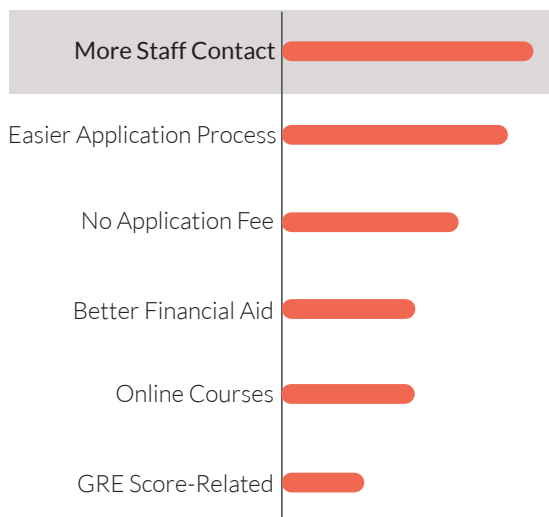 More Staff Contact
Easier Application Process
No Application Fee
Better Financial Aid
Online Courses
GRE Score-Related